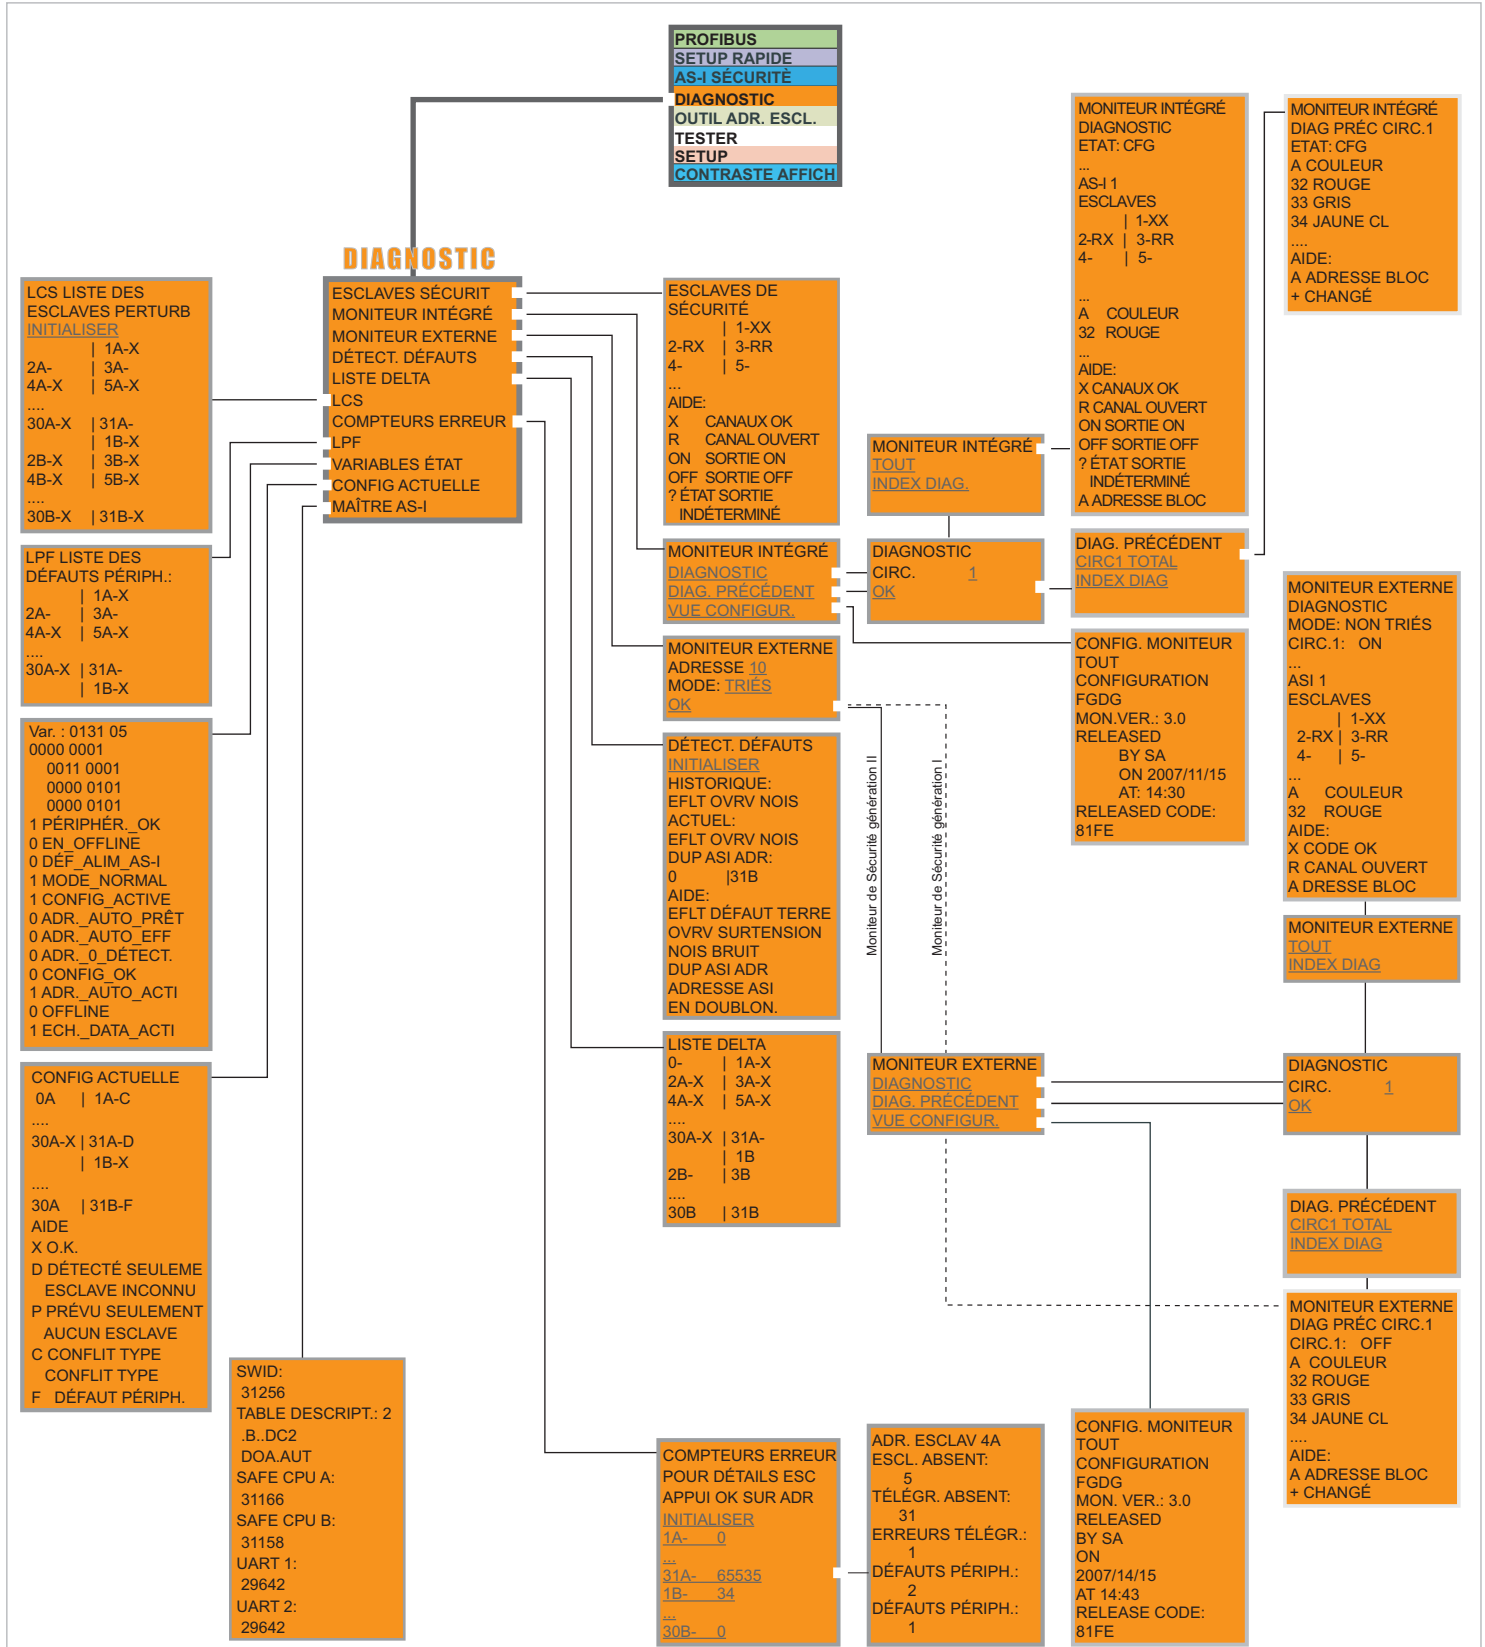 PROFIBUS
SETUP RAPIDE
AS-I SÉCURITÈ
DIAGNOSTIC
OUTIL ADR. ESCL.
TESTER
SETUP
CONTRASTE AFFICH
DIAGNOSTIC
ESCLAVES SÉCURIT
MONITEUR INTÉGRÉ
MONITEUR EXTERNE
DÉTECT. DÉFAUTS
LISTE DELTA
LCS
COMPTEURS ERREUR
LPF
VARIABLES ÉTAT
CONFIG ACTUELLE
MAÎTRE AS-I
LCS LISTE DES
ESCLAVES PERTURB
INITIALISER
| 1A-X
2A- | 3A-
4A-X | 5A-X
....
30A-X | 31A-
| 1B-X
2B-X | 3B-X
4B-X | 5B-X
....
30B-X | 31B-X
LPF LISTE DES
DÉFAUTS PÉRIPH.:
| 1A-X
2A- | 3A-
4A-X | 5A-X
....
30A-X | 31A-
| 1B-X
Var. : 0131 05
0000 0001
0011 0001
0000 0101
0000 0101
1 PÉRIPHÉR._OK
0 EN_OFFLINE
0 DÉF_ALIM_AS-I
1 MODE_NORMAL
1 CONFIG_ACTIVE
0 ADR._AUTO_PRÊT
0 ADR._AUTO_EFF
0 ADR._0_DÉTECT.
0 CONFIG_OK
1 ADR._AUTO_ACTI
0 OFFLINE
1 ECH._DATA_ACTI
CONFIG ACTUELLE
0A | 1A-C
....
30A-X | 31A-D
| 1B-X
....
30A | 31B-F
AIDE
X O.K.
D DÉTECTÉ SEULEME
ESCLAVE INCONNU
P PRÉVU SEULEMENT
AUCUN ESCLAVE
C CONFLIT TYPE
CONFLIT TYPE
F DÉFAUT PÉRIPH.
SWID:
31256
TABLE DESCRIPT.: 2
.B..DC2
DOA.AUT
SAFE CPU A:
31166
SAFE CPU B:
31158
UART 1:
29642
UART 2:
29642
ESCLAVES DE
SÉCURITÉ
| 1-XX
2-RX | 3-RR
4- | 5-
...
AIDE:
X CANAUX OK
R CANAL OUVERT
ON SORTIE ON
OFF SORTIE OFF
? ÉTAT SORTIE
INDÉTERMINÉ
MONITEUR INTÉGRÉ
DIAGNOSTIC
DIAG. PRÉCÉDENT
VUE CONFIGUR.
MONITEUR EXTERNE
ADRESSE 10
MODE: TRIÉS
OK
DÉTECT. DÉFAUTS
INITIALISER
HISTORIQUE:
EFLT OVRV NOIS
ACTUEL:
EFLT OVRV NOIS
DUP ASI ADR:
0 |31B
AIDE:
EFLT DÉFAUT TERRE
OVRV SURTENSION
NOIS BRUIT
DUP ASI ADR
ADRESSE ASI
EN DOUBLON.
LISTE DELTA
0- | 1A-X
2A-X | 3A-X
4A-X | 5A-X
....
30A-X | 31A-
| 1B
2B- | 3B
....
30B | 31B
COMPTEURS ERREUR
POUR DÉTAILS ESC
APPUI OK SUR ADR
INITIALISER
1A- 0
...
31A- 65535
1B- 34
...
30B- 0
ADR. ESCLAV 4A
ESCL. ABSENT:
5
TÉLÉGR. ABSENT:
31
ERREURS TÉLÉGR.:
1
DÉFAUTS PÉRIPH.:
2
DÉFAUTS PÉRIPH.:
1
MONITEUR INTÉGRÉ
TOUT
INDEX DIAG.
DIAGNOSTIC
CIRC. 1
OK
MONITEUR INTÉGRÉ
DIAGNOSTIC
ETAT: CFG
...
AS-I 1
ESCLAVES
| 1-XX
2-RX | 3-RR
4- | 5-
...
A COULEUR
32 ROUGE
...
AIDE:
X CANAUX OK
R CANAL OUVERT
ON SORTIE ON
OFF SORTIE OFF
? ÉTAT SORTIE
INDÉTERMINÉ
A ADRESSE BLOC
MONITEUR INTÉGRÉ
DIAG PRÉC CIRC.1
ETAT: CFG
A COULEUR
32 ROUGE
33 GRIS
34 JAUNE CL
....
AIDE:
A ADRESSE BLOC
+ CHANGÉ
DIAG. PRÉCÉDENT
CIRC1 TOTAL
INDEX DIAG
CONFIG. MONITEUR
TOUT
CONFIGURATION
FGDG
MON.VER.: 3.0
RELEASED
BY SA
ON 2007/11/15
AT: 14:30
RELEASED CODE:
81FE
Moniteur de Sécurité génération II
Moniteur de Sécurité génération I
MONITEUR EXTERNE
DIAGNOSTIC
MODE: NON TRIÉS
CIRC.1: ON
...
ASI 1
ESCLAVES
| 1-XX
2-RX | 3-RR
4- | 5-
...
A COULEUR
32 ROUGE
AIDE:
X CODE OK
R CANAL OUVERT
A DRESSE BLOC
MONITEUR EXTERNE
TOUT
INDEX DIAG
MONITEUR EXTERNE
DIAGNOSTIC
DIAG. PRÉCÉDENT
VUE CONFIGUR.
DIAGNOSTIC
CIRC. 1
OK
DIAG. PRÉCÉDENT
CIRC1 TOTAL
INDEX DIAG
MONITEUR EXTERNE
DIAG PRÉC CIRC.1
CIRC.1: OFF
A COULEUR
32 ROUGE
33 GRIS
34 JAUNE CL
....
AIDE:
A ADRESSE BLOC
+ CHANGÉ
CONFIG. MONITEUR
TOUT
CONFIGURATION
FGDG
MON. VER.: 3.0
RELEASED
BY SA
ON
2007/14/15
AT 14:43
RELEASE CODE:
81FE